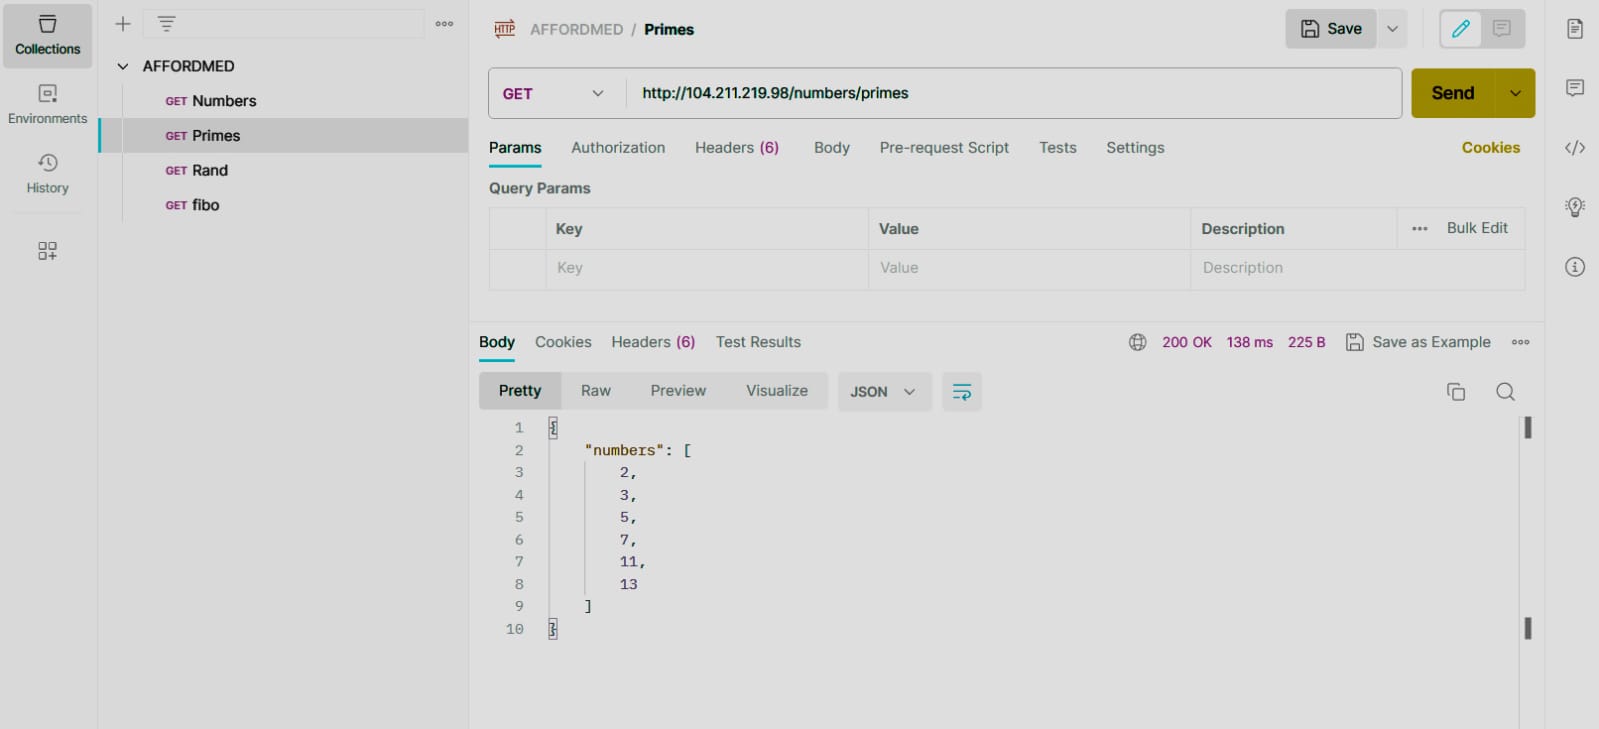 Collections
Environments
History
AFFORDMED
GET Numbers
GET Primes
GET Rand
GET fibo
HTTP AFFORDMED / Primes
Save
GET http://104.211.219.98/numbers/primes
Send
Params Authorization Headers (6) Body Pre-request Script Tests Settings Cookies
Query Params
Key Value Description ••• Bulk Edit
Key Value Description
Body Cookies Headers (6) Test Results 200 OK 138 ms 225 B Save as Example
Pretty Raw Preview Visualize JSON
1 {
2 "numbers": [
3 2,
4 3,
5 5,
6 7,
7 11,
8 13
9 ]
10 }